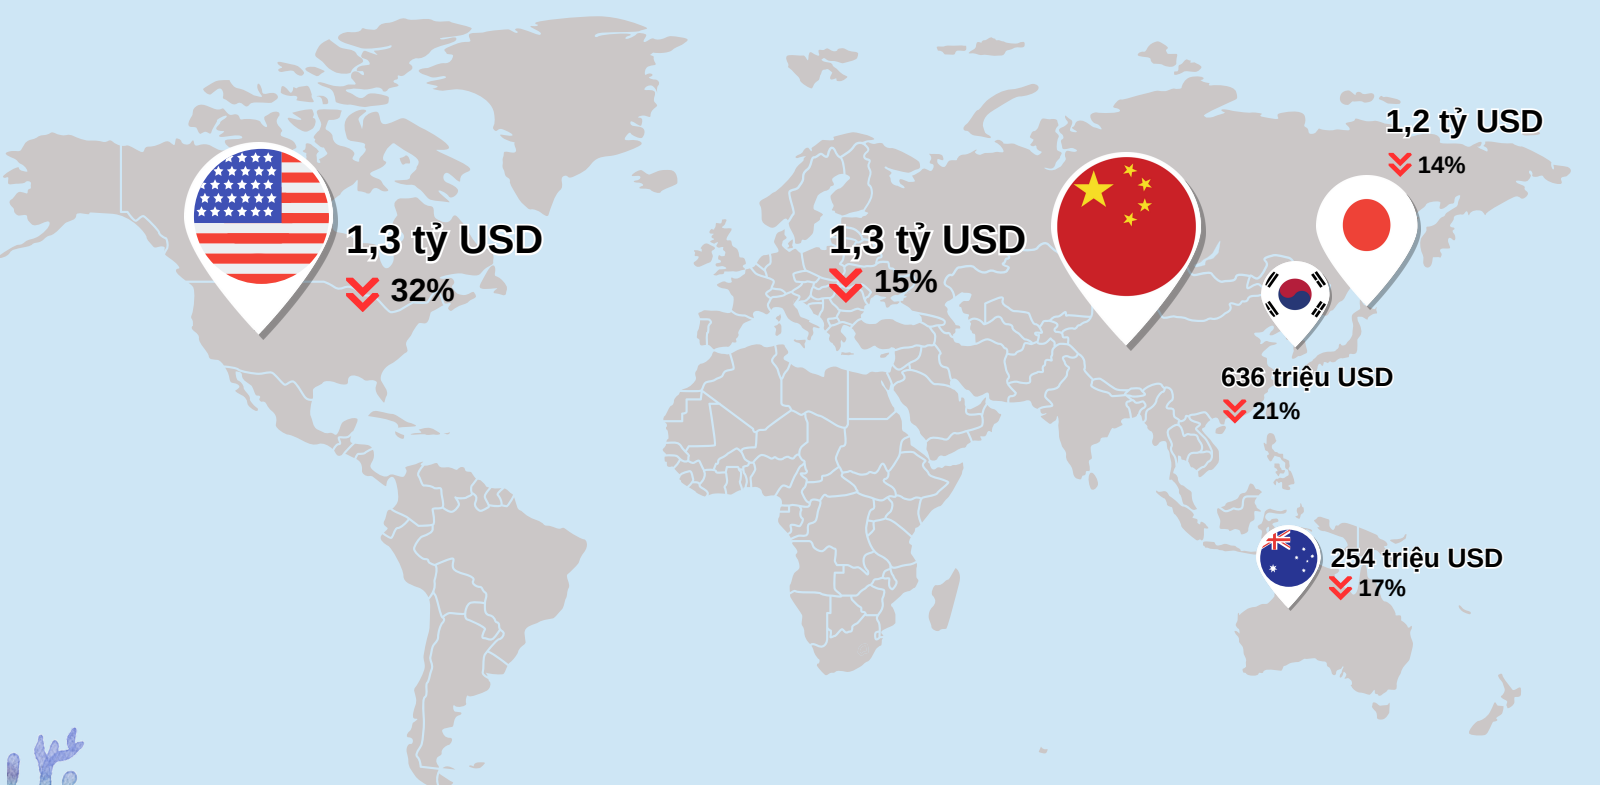 1,2 tỷ USD
14%
1,3 tỷ USD
32%
1,3 tỷ USD
15%
636 triệu USD
21%
254 triệu USD
17%